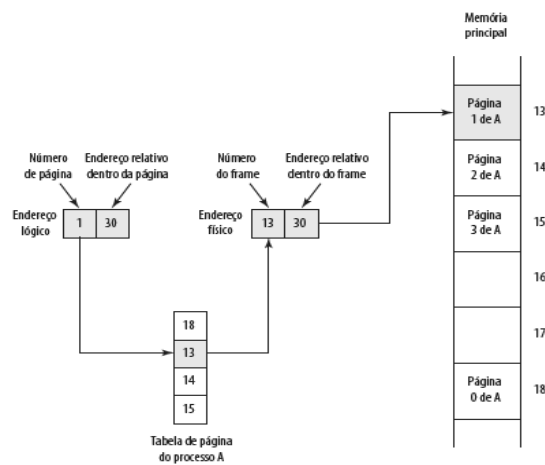 Memória
principal
Página
1 de A
13
Número
de página
Endereço relativo
dentro da página
Número
do frame
Endereço relativo
dentro do frame
Página
2 de A
14
Endereço
lógico
1
30
Endereço
físico
13
30
Página
3 de A
15
16
17
18
13
14
15
Página
0 de A
18
Tabela de página
do processo A